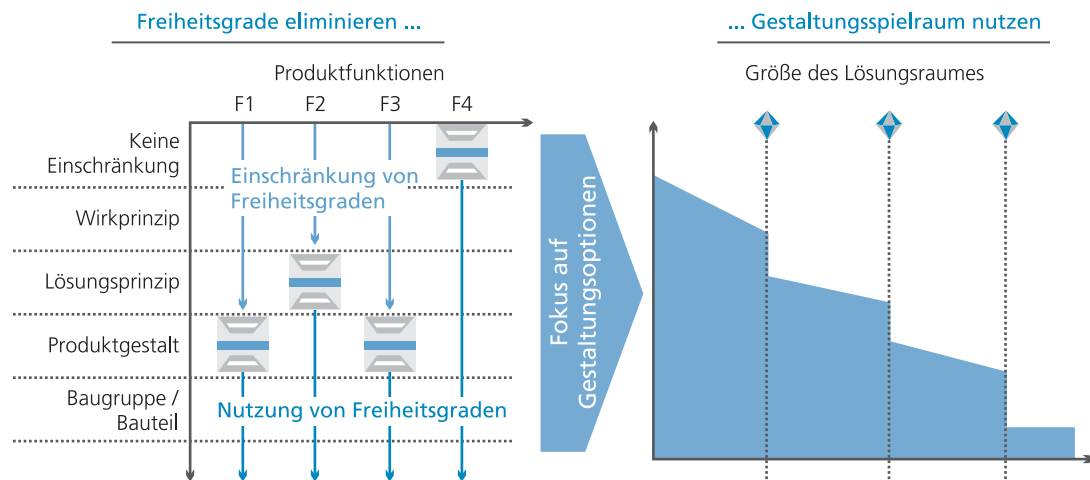 Freiheitsgrade eliminieren ...
... Gestaltungsspielraum nutzen
Produktfunktionen
F1 F2 F3 F4
Keine
Einschränkung
Wirkprinzip
Lösungsprinzip
Produktgestalt
Baugruppe /
Bauteil
Einschränkung von
Freiheitsgraden
Nutzung von Freiheitsgraden
Fokus auf
Gestaltungsoptionen
Größe des Lösungsraumes